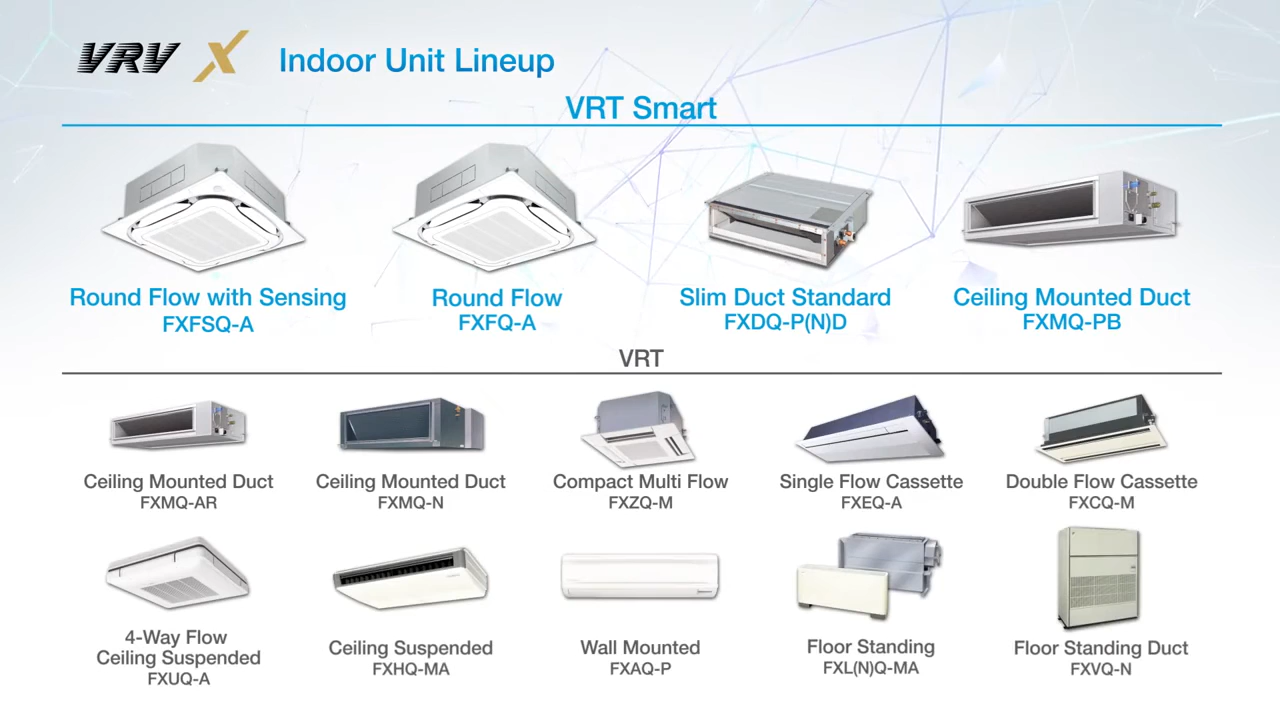 VRV X Indoor Unit Lineup
VRT Smart
Round Flow with Sensing
FXFSQ-A
Round Flow
FXFQ-A
Slim Duct Standard
FXDQ-P(N)D
Ceiling Mounted Duct
FXMQ-PB
VRT
Ceiling Mounted Duct
FXMQ-AR
Ceiling Mounted Duct
FXMQ-N
Compact Multi Flow
FXZQ-M
Single Flow Cassette
FXEQ-A
Double Flow Cassette
FXCQ-M
4-Way Flow
Ceiling Suspended
FXUQ-A
Ceiling Suspended
FXHQ-MA
Wall Mounted
FXAQ-P
Floor Standing
FXL(N)Q-MA
Floor Standing Duct
FXVQ-N